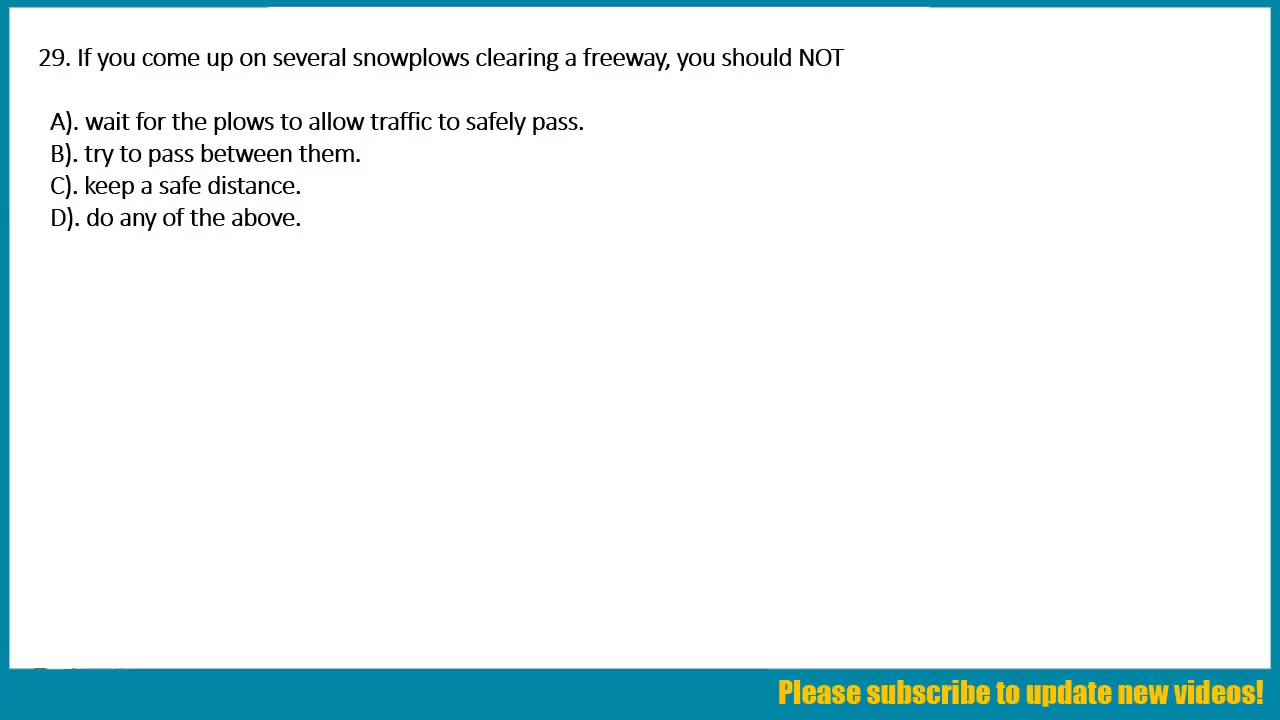 29. If you come up on several snowplows clearing a freeway, you should NOT
A). wait for the plows to allow traffic to safely pass.
B). try to pass between them.
C). keep a safe distance.
D). do any of the above.
Please subscribe to update new videos!